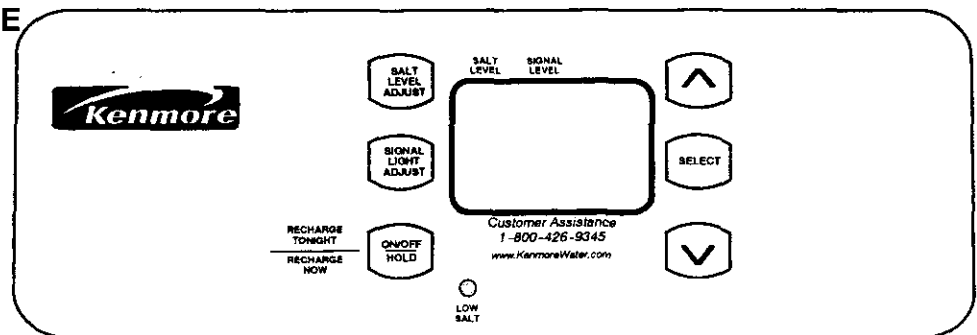 E
Kenmore
SALT
LEVEL
ADJUST
SALT
LEVEL
SIGNAL
LEVEL
SIGNAL
LIGHT
ADJUST
SELECT
RECHARGE
TONIGHT
RECHARGE
NOW
ON/OFF
HOLD
Customer Assistance
1-800-426-9345
www.KenmoreWater.com
LOW
SALT